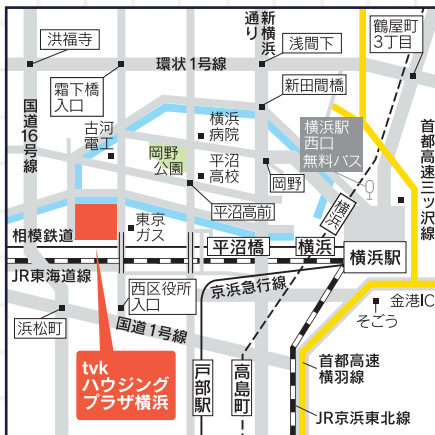 洪福寺
環状1号線
新横浜
通り
浅間下
鶴屋町
3丁目
霜下橋
入口
新田間橋
国道16号線
古河
電工
横浜
病院
横浜駅
西口
無料バス
首都高速三ッ沢線
岡野
公園
平沼
高校
岡野
平沼高前
横浜
東京
ガス
相模鉄道
平沼橋
横浜
横浜駅
JR東海道線
西区役所
入口
京浜急行線
金港IC
そごう
浜松町
国道1号線
tvk
ハウジング
プラザ横浜
戸部駅
高島町
首都高速
横羽線
JR京浜東北線